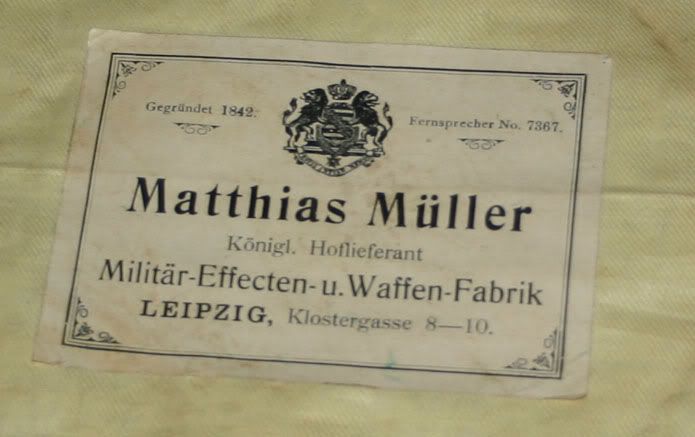 Gegründet 1842.
Fernsprecher No. 7367.
Matthias Müller
Königl. Hoflieferant
Militär-Effecten- u. Waffen-Fabrik
LEIPZIG, Klostergasse 8—10.